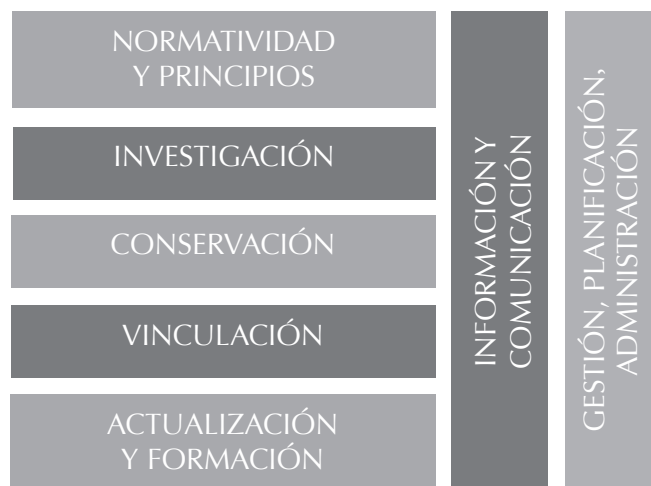 NORMATIVIDAD
Y PRINCIPIOS
INVESTIGACIÓN
CONSERVACIÓN
VINCULACIÓN
ACTUALIZACIÓN
Y FORMACIÓN
INFORMACIÓN Y
COMUNICACIÓN
GESTIÓN, PLANIFICACIÓN,
ADMINISTRACIÓN